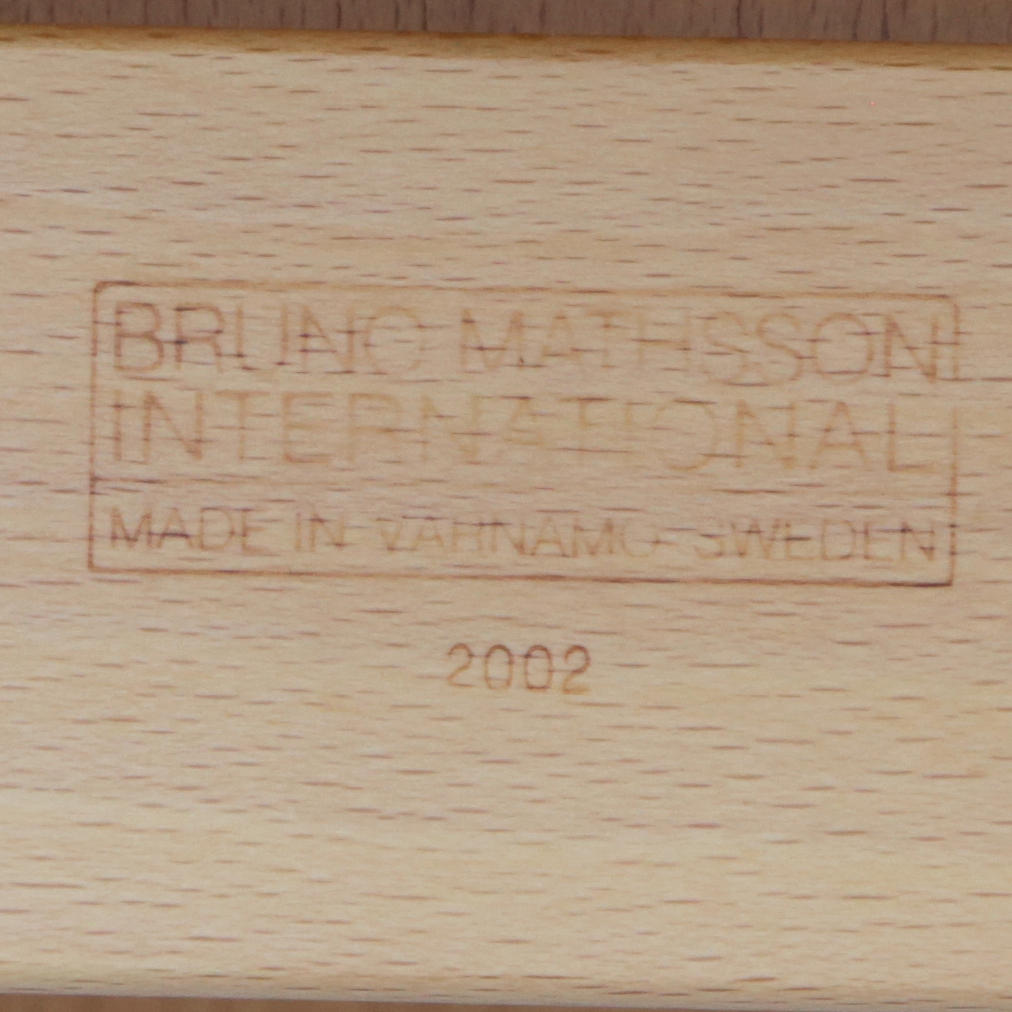 BRUNO MATHSSON
INTERNATIONAL
MADE IN VÄRNAMO SWEDEN
2002